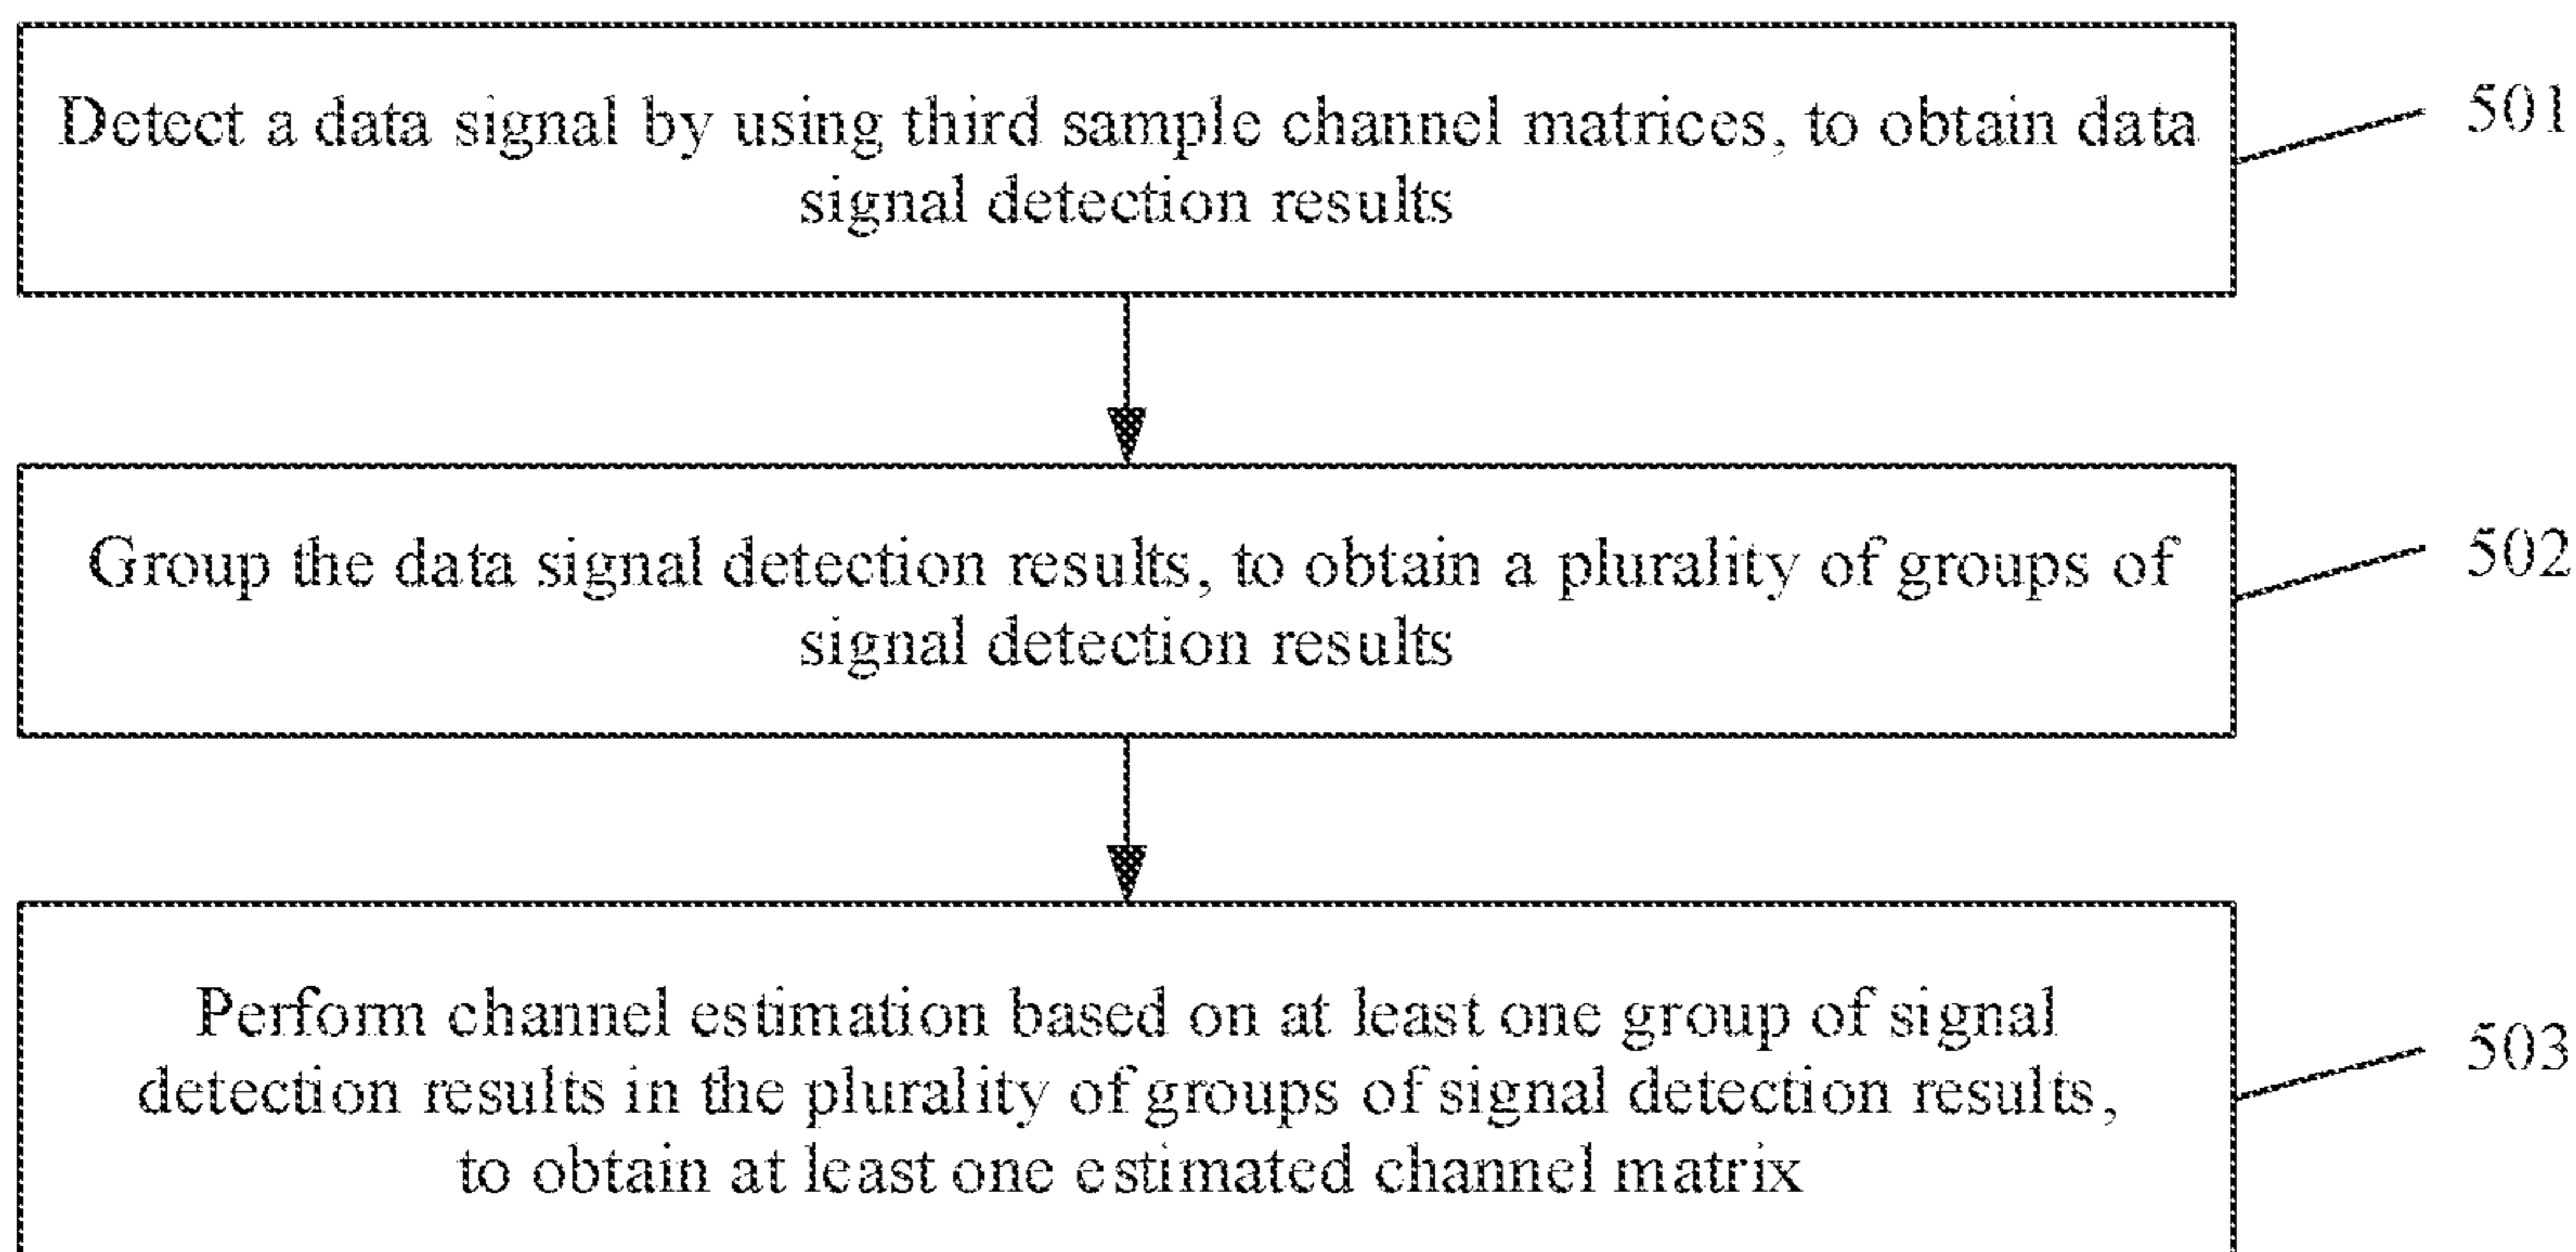 Detect a data signal by using third sample channel matrices, to obtain data
signal detection results
501
Group the data signal detection results, to obtain a plurality of groups of
signal detection results
502
Perform channel estimation based on at least one group of signal
detection results in the plurality of groups of signal detection results,
to obtain at least one estimated channel matrix
503